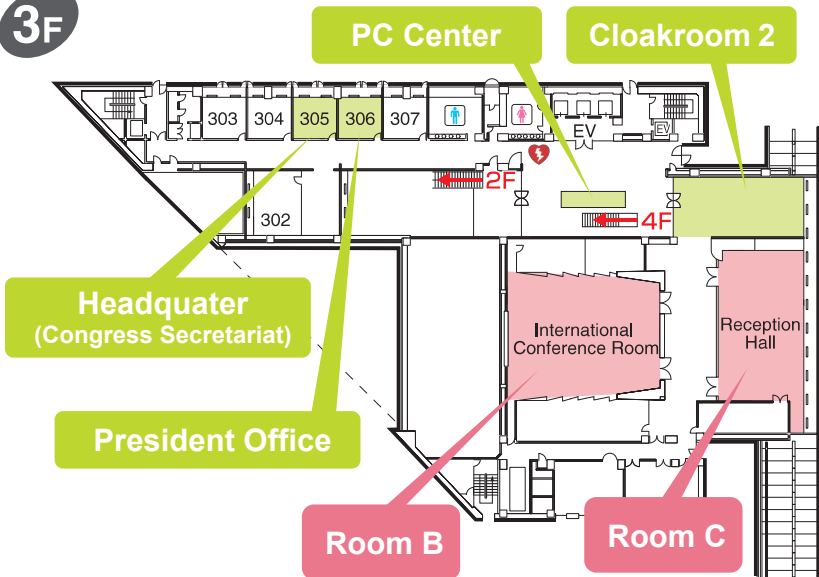 3F
PC Center
Cloakroom 2
303
304
305
306
307
EV
EV
2F
4F
302
Headquater
(Congress Secretariat)
International
Conference Room
Reception
Hall
President Office
Room B
Room C